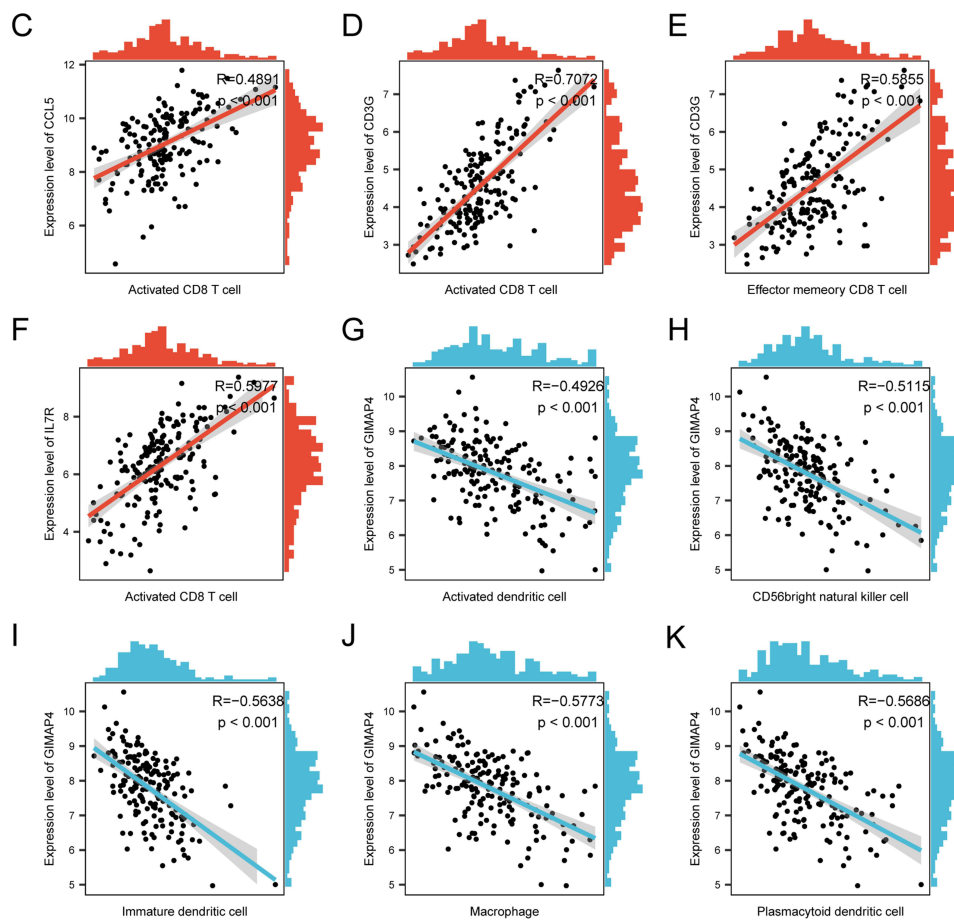 C
R=0.4891
p < 0.001
12
10
8
6
Expression level of CCL5
Activated CD8 T cell
D
R=0.7072
p < 0.001
7
6
5
4
3
Expression level of CD3G
Activated CD8 T cell
E
R=0.5855
p < 0.001
7
6
5
4
3
Expression level of CD3G
Effector memeory CD8 T cell
F
R=0.5977
p < 0.001
8
6
4
Expression level of IL7R
Activated CD8 T cell
G
R=−0.4926
p < 0.001
10
9
8
7
6
5
Expression level of GIMAP4
Activated dendritic cell
H
R=−0.5115
p < 0.001
10
9
8
7
6
5
Expression level of GIMAP4
CD56bright natural killer cell
I
R=−0.5638
p < 0.001
10
9
8
7
6
5
Expression level of GIMAP4
Immature dendritic cell
J
R=−0.5773
p < 0.001
10
9
8
7
6
5
Expression level of GIMAP4
Macrophage
K
R=−0.5686
p < 0.001
10
9
8
7
6
5
Expression level of GIMAP4
Plasmacytoid dendritic cell